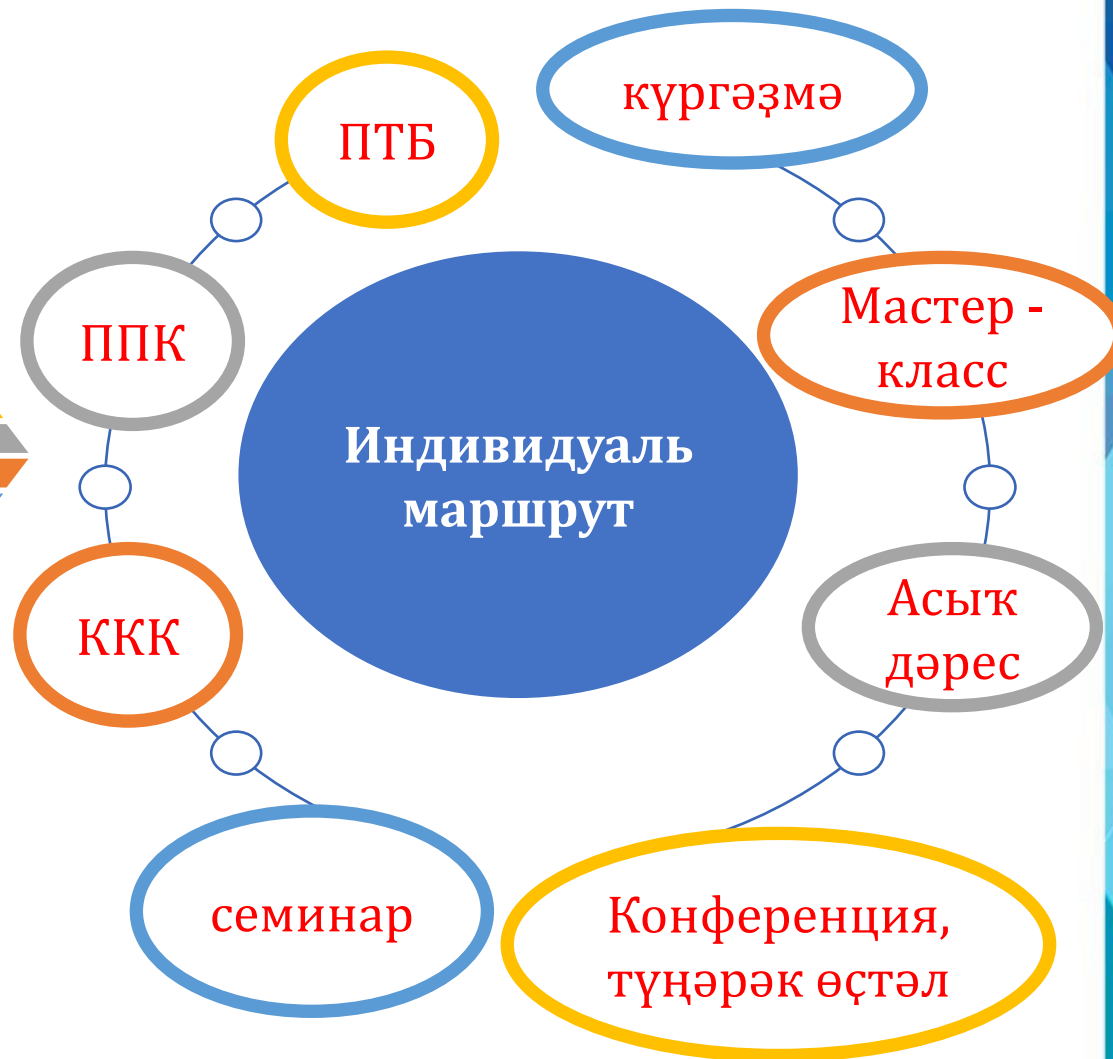 күргәҙмә
ПТБ
Мастер -
класс
ППК
Индивидуаль
маршрут
Асыҡ
дәрес
ККК
семинар
Конференция,
түңәрәк өҫтәл